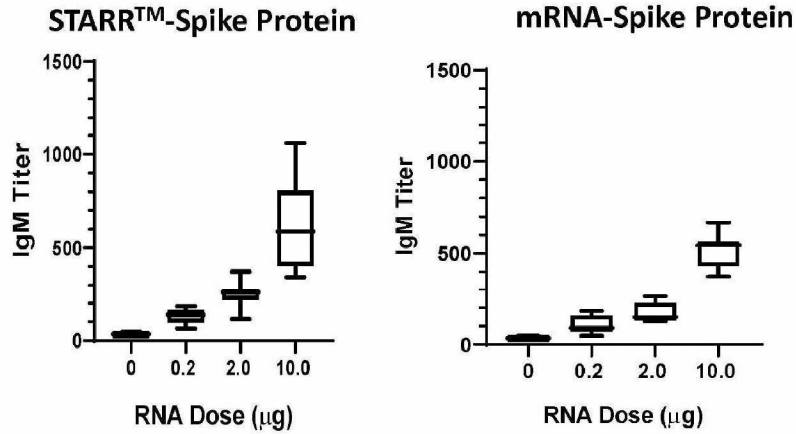 STARR™-Spike Protein
1500
1000
500
0
IgM Titer
0 0.2 2.0 10.0
RNA Dose (µg)
mRNA-Spike Protein
1500
1000
500
0
IgM Titer
0 0.2 2.0 10.0
RNA Dose (µg)